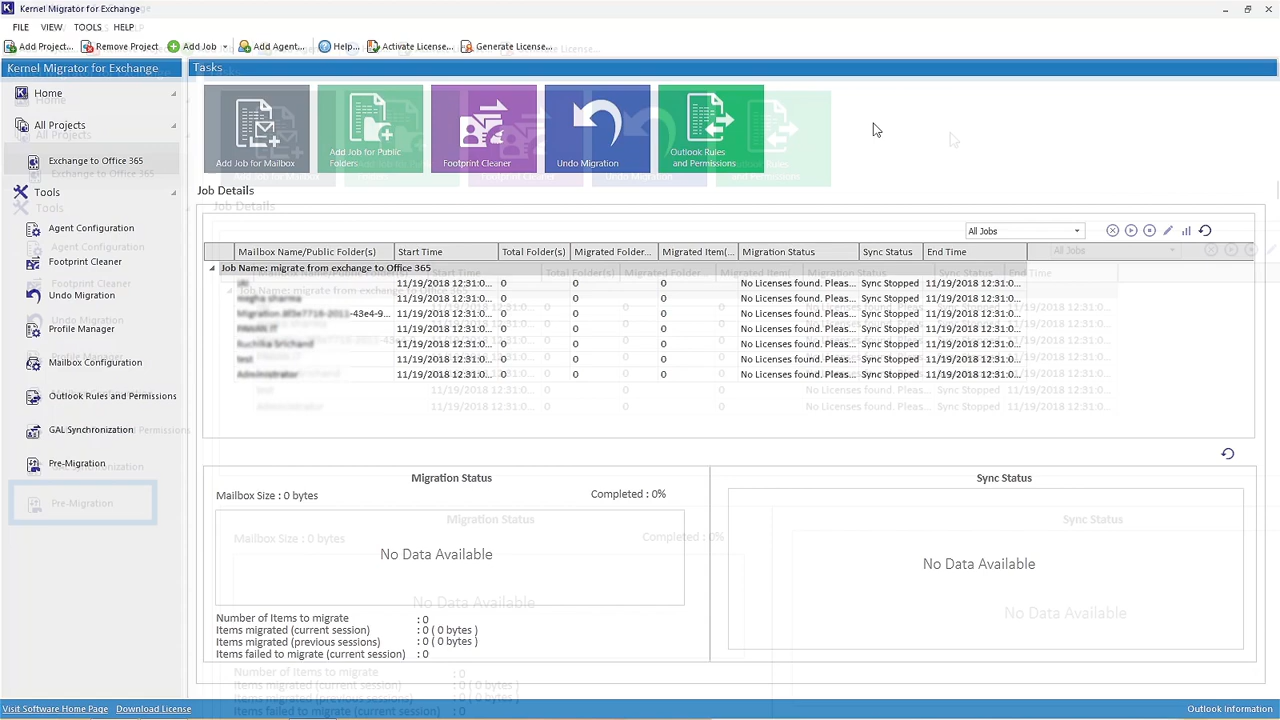 Kernel Migrator for Exchange
FILE VIEW TOOLS HELP
Add Project... Remove Project Add Job Add Agent... Help... Activate License... Generate License...
Kernel Migrator for Exchange
Tasks
Home
All Projects
Exchange to Office 365
Tools
Agent Configuration
Footprint Cleaner
Undo Migration
Profile Manager
Mailbox Configuration
Outlook Rules and Permissions
GAL Synchronization
Pre-Migration
Pre-Migration
Add Job for Mailbox
Add Job for Public
Folders
Footprint Cleaner
Undo Migration
Outlook Rules
and Permissions
Job Details
All Jobs
Mailbox Name/Public Folder(s) Start Time Total Folder(s) Migrated Folder... Migrated Item(... Migration Status Sync Status End Time
Job Name: migrate from exchange to Office 365
11/19/2018 12:31:0... 0 0 0 No Licenses found. Pleas... Sync Stopped 11/19/2018 12:31:0...
megha sharma 11/19/2018 12:31:0... 0 0 0 No Licenses found. Pleas... Sync Stopped 11/19/2018 12:31:0...
-43e4-9... 11/19/2018 12:31:0... 0 0 0 No Licenses found. Pleas... Sync Stopped 11/19/2018 12:31:0...
11/19/2018 12:31:0... 0 0 0 No Licenses found. Pleas... Sync Stopped 11/19/2018 12:31:0...
11/19/2018 12:31:0... 0 0 0 No Licenses found. Pleas... Sync Stopped 11/19/2018 12:31:0...
test 11/19/2018 12:31:0... 0 0 0 No Licenses found. Pleas... Sync Stopped 11/19/2018 12:31:0...
Administrator 11/19/2018 12:31:0... 0 0 0 No Licenses found. Pleas... Sync Stopped 11/19/2018 12:31:0...
Migration Status
Mailbox Size : 0 bytes Completed : 0%
No Data Available
Number of Items to migrate : 0
Items migrated (current session) : 0 ( 0 bytes )
Items migrated (previous sessions) : 0 ( 0 bytes )
Items failed to migrate (current session) : 0
Sync Status
No Data Available
Visit Software Home Page Download License
Outlook Information